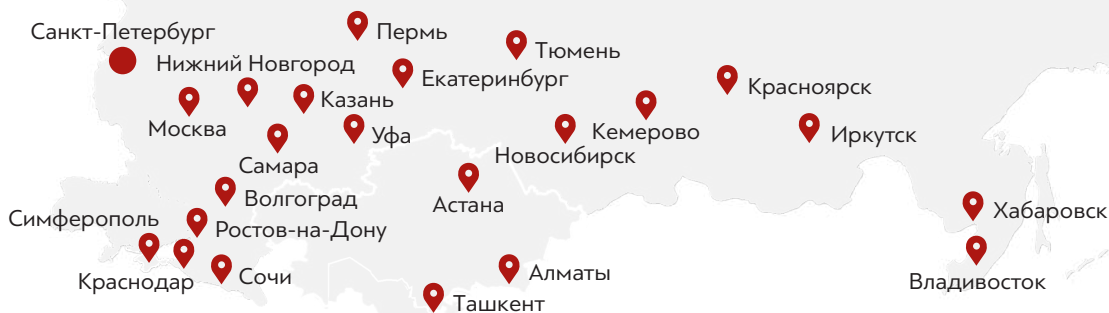 Санкт-Петербург
Пермь
Тюмень
Нижний Новгород
Екатеринбург
Красноярск
Казань
Москва
Уфа
Кемерово
Иркутск
Новосибирск
Самара
Волгоград
Астана
Симферополь
Ростов-на-Дону
Хабаровск
Краснодар
Сочи
Алматы
Владивосток
Ташкент